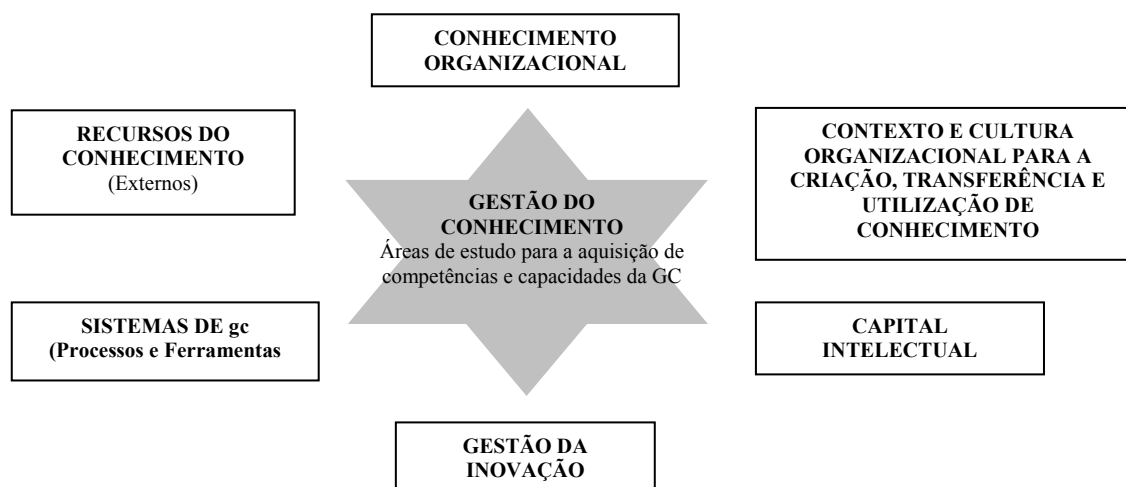 CONHECIMENTO
ORGANIZACIONAL
RECURSOS DO
CONHECIMENTO
(Externos)
CONTEXTO E CULTURA
ORGANIZACIONAL PARA A
CRIAÇÃO, TRANSFERÊNCIA E
UTILIZAÇÃO DE
CONHECIMENTO
GESTÃO DO
CONHECIMENTO
Áreas de estudo para a aquisição de
competências e capacidades da GC
SISTEMAS DE gc
(Processos e Ferramentas
CAPITAL
INTELECTUAL
GESTÃO DA
INOVAÇÃO